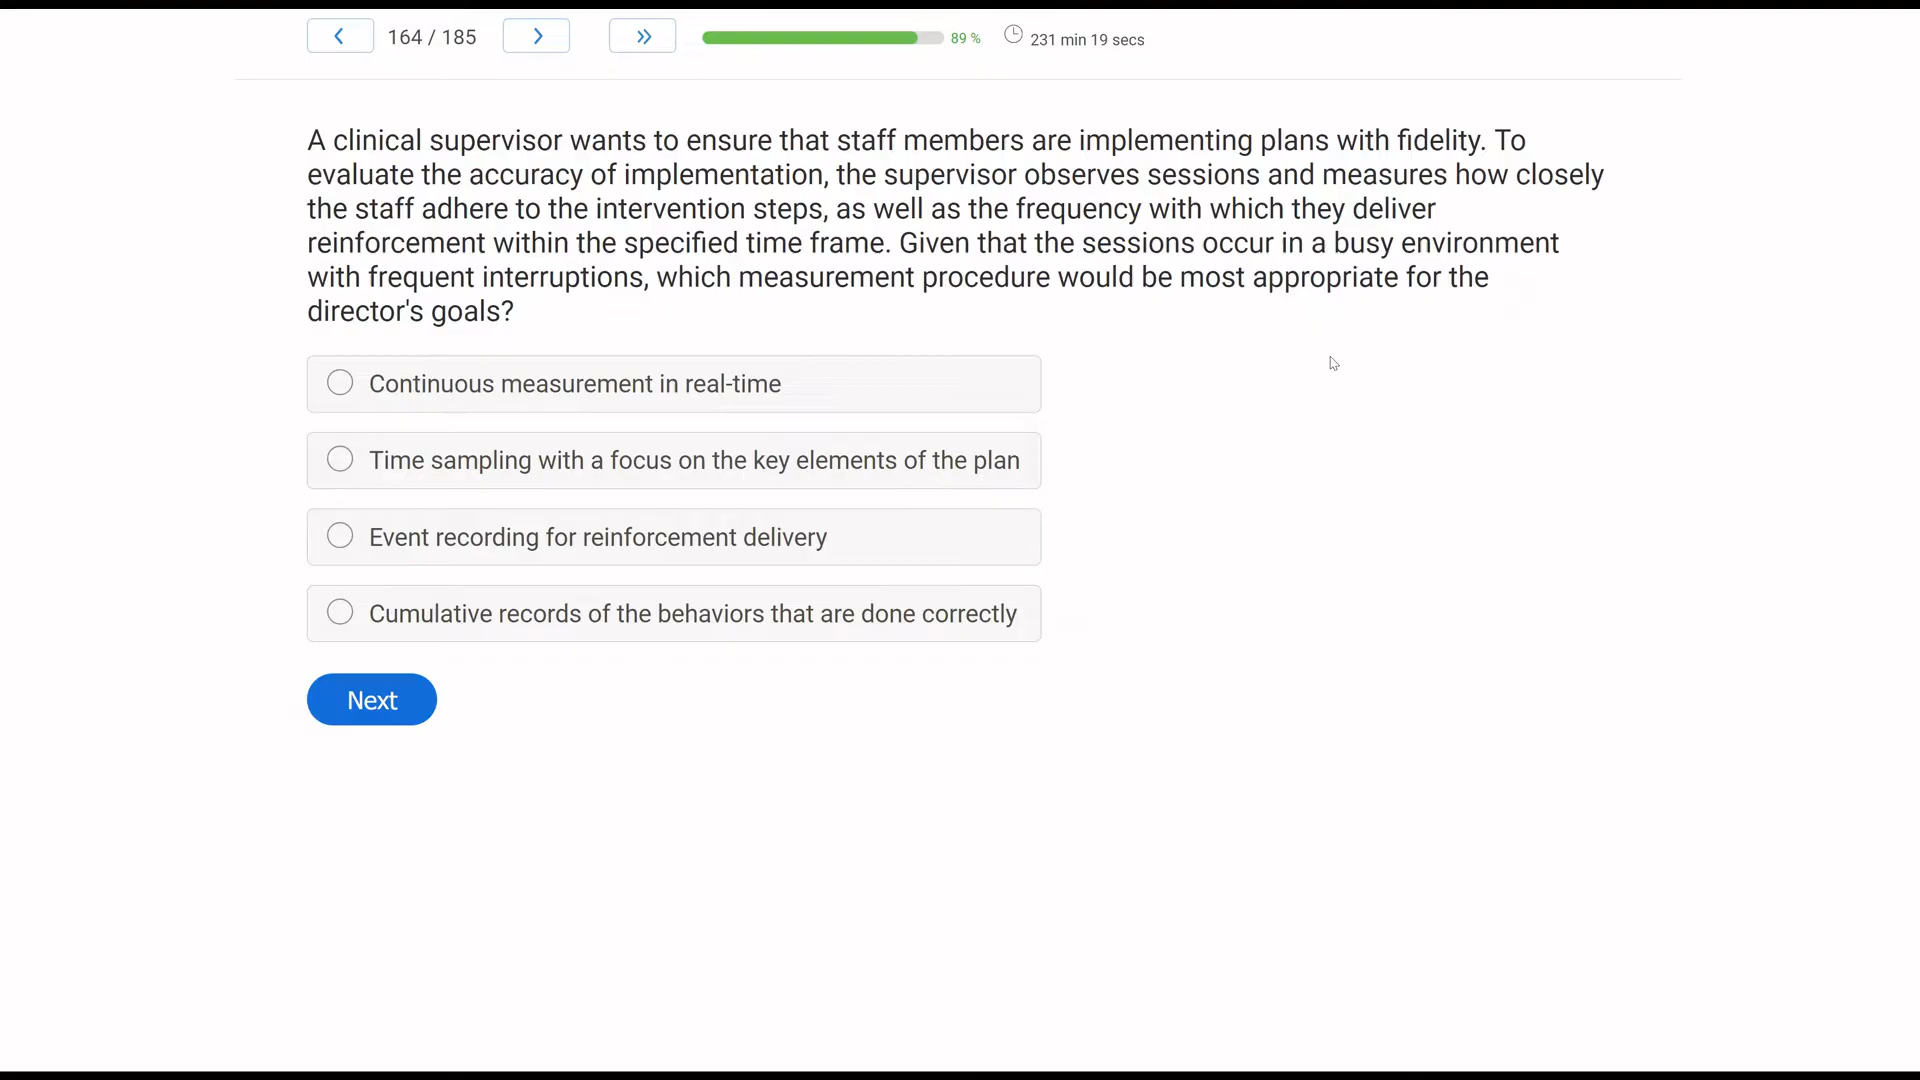 164 / 185
89 %
231 min 19 secs
A clinical supervisor wants to ensure that staff members are implementing plans with fidelity. To
evaluate the accuracy of implementation, the supervisor observes sessions and measures how closely
the staff adhere to the intervention steps, as well as the frequency with which they deliver
reinforcement within the specified time frame. Given that the sessions occur in a busy environment
with frequent interruptions, which measurement procedure would be most appropriate for the
director's goals?
Continuous measurement in real-time
Time sampling with a focus on the key elements of the plan
Event recording for reinforcement delivery
Cumulative records of the behaviors that are done correctly
Next